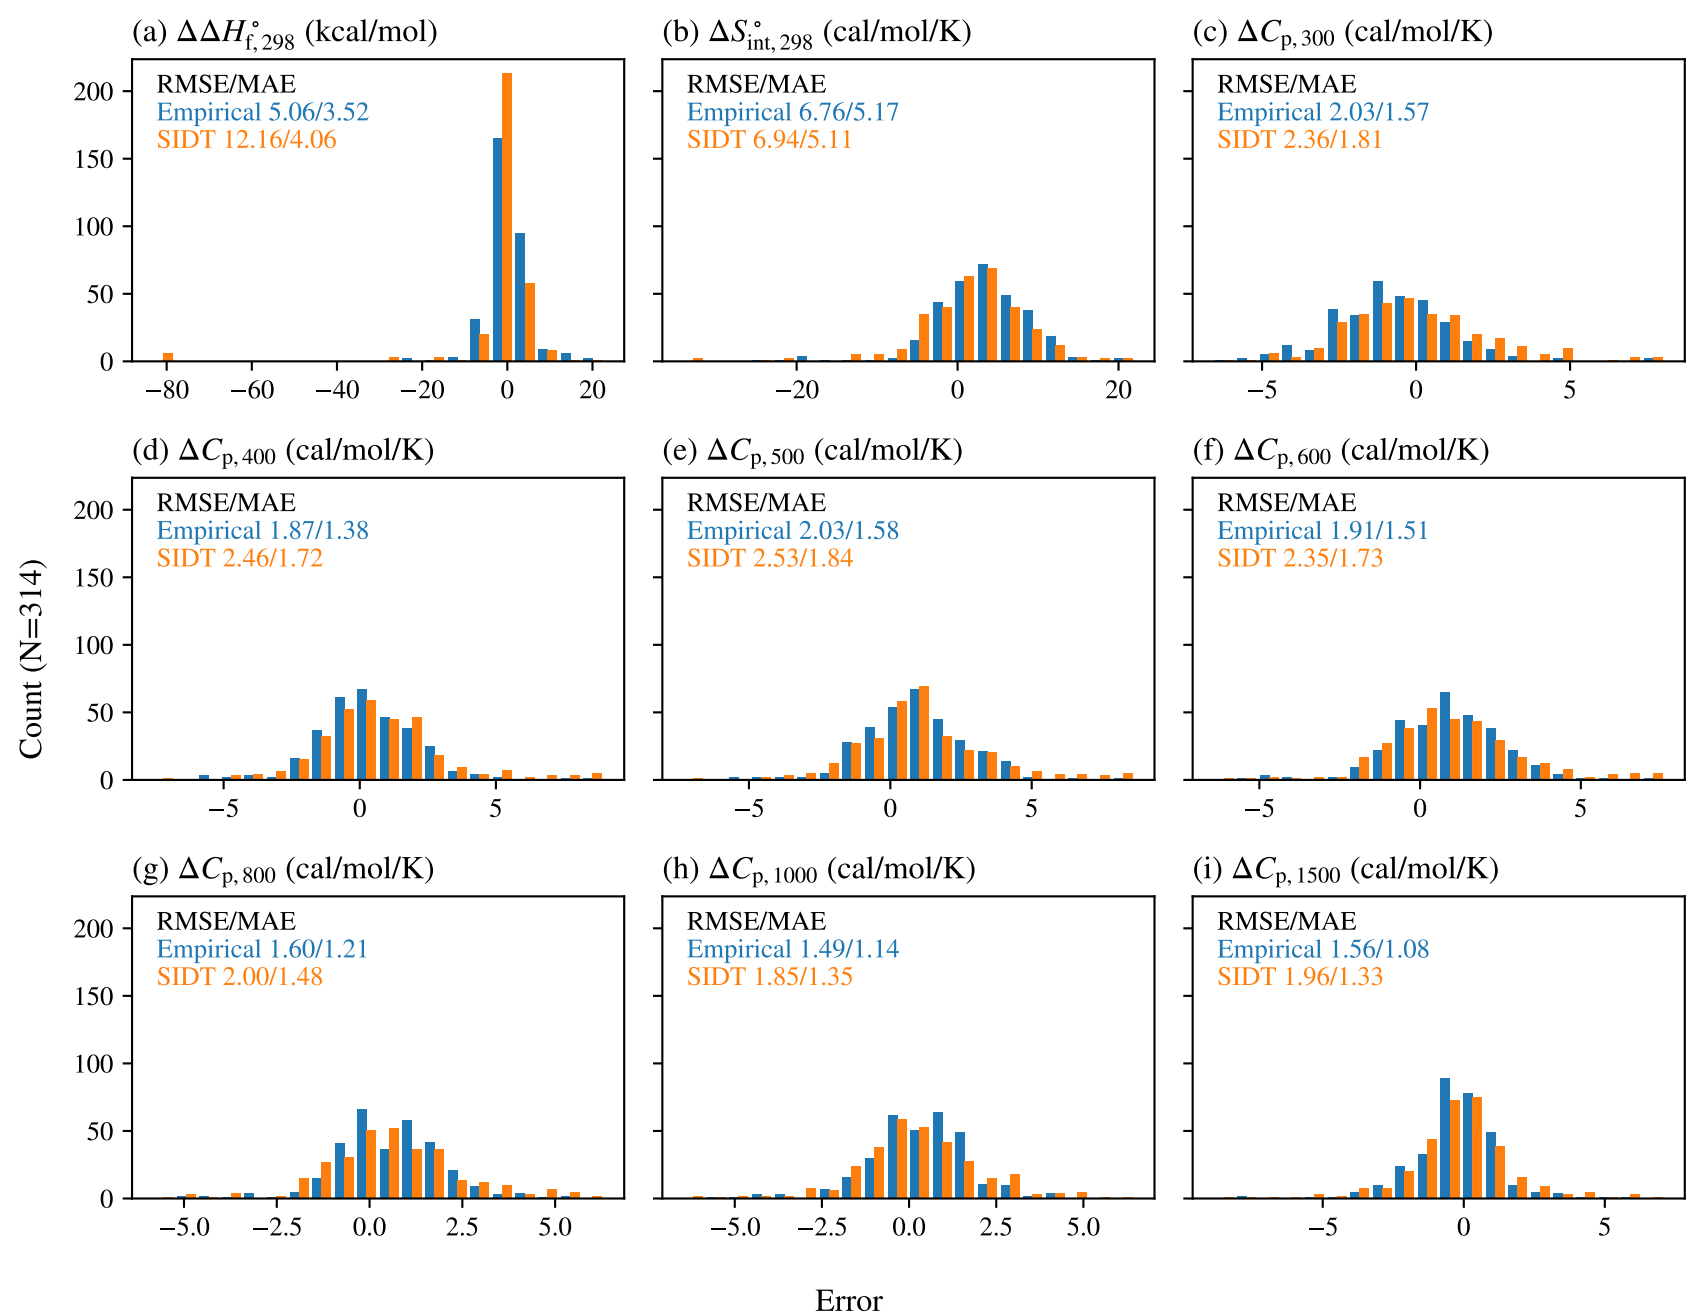 (a) ΔΔH°f, 298 (kcal/mol)
RMSE/MAE
Empirical 5.06/3.52
SIDT 12.16/4.06
200
150
100
50
0
−80 −60 −40 −20 0 20
(b) ΔS°int, 298 (cal/mol/K)
RMSE/MAE
Empirical 6.76/5.17
SIDT 6.94/5.11
−20 0 20
(c) ΔCp, 300 (cal/mol/K)
RMSE/MAE
Empirical 2.03/1.57
SIDT 2.36/1.81
−5 0 5
Count (N=314)
(d) ΔCp, 400 (cal/mol/K)
RMSE/MAE
Empirical 1.87/1.38
SIDT 2.46/1.72
200
150
100
50
0
−5 0 5
(e) ΔCp, 500 (cal/mol/K)
RMSE/MAE
Empirical 2.03/1.58
SIDT 2.53/1.84
−5 0 5
(f) ΔCp, 600 (cal/mol/K)
RMSE/MAE
Empirical 1.91/1.51
SIDT 2.35/1.73
−5 0 5
(g) ΔCp, 800 (cal/mol/K)
RMSE/MAE
Empirical 1.60/1.21
SIDT 2.00/1.48
200
150
100
50
0
−5.0 −2.5 0.0 2.5 5.0
(h) ΔCp, 1000 (cal/mol/K)
RMSE/MAE
Empirical 1.49/1.14
SIDT 1.85/1.35
−5.0 −2.5 0.0 2.5 5.0
(i) ΔCp, 1500 (cal/mol/K)
RMSE/MAE
Empirical 1.56/1.08
SIDT 1.96/1.33
−5 0 5
Error